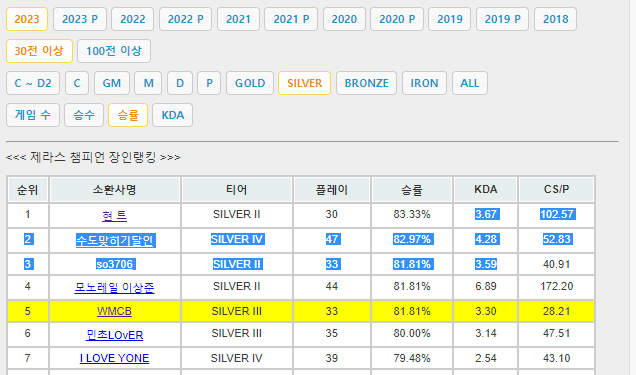 2023 2023 P 2022 2022 P 2021 2021 P 2020 2020 P 2019 2019 P 2018
30전 이상 100전 이상
C ~ D2 C GM M D P GOLD SILVER BRONZE IRON ALL
게임 수 승수 승률 KDA
<<< 제라스 챔피언 장인랭킹 >>>
순위 소환사명 티어 플레이 승률 KDA CS/P
1 현 트 SILVER II 30 83.33% 3.67 102.57
2 수도맞히기달인 SILVER IV 47 82.97% 4.28 52.83
3 so3706 SILVER II 33 81.81% 3.59 40.91
4 모노레일 이상준 SILVER II 44 81.81% 6.89 172.20
5 WMCB SILVER III 33 81.81% 3.30 28.21
6 민초LOvER SILVER III 35 80.00% 3.14 47.51
7 I LOVE YONE SILVER IV 39 79.48% 2.54 43.10